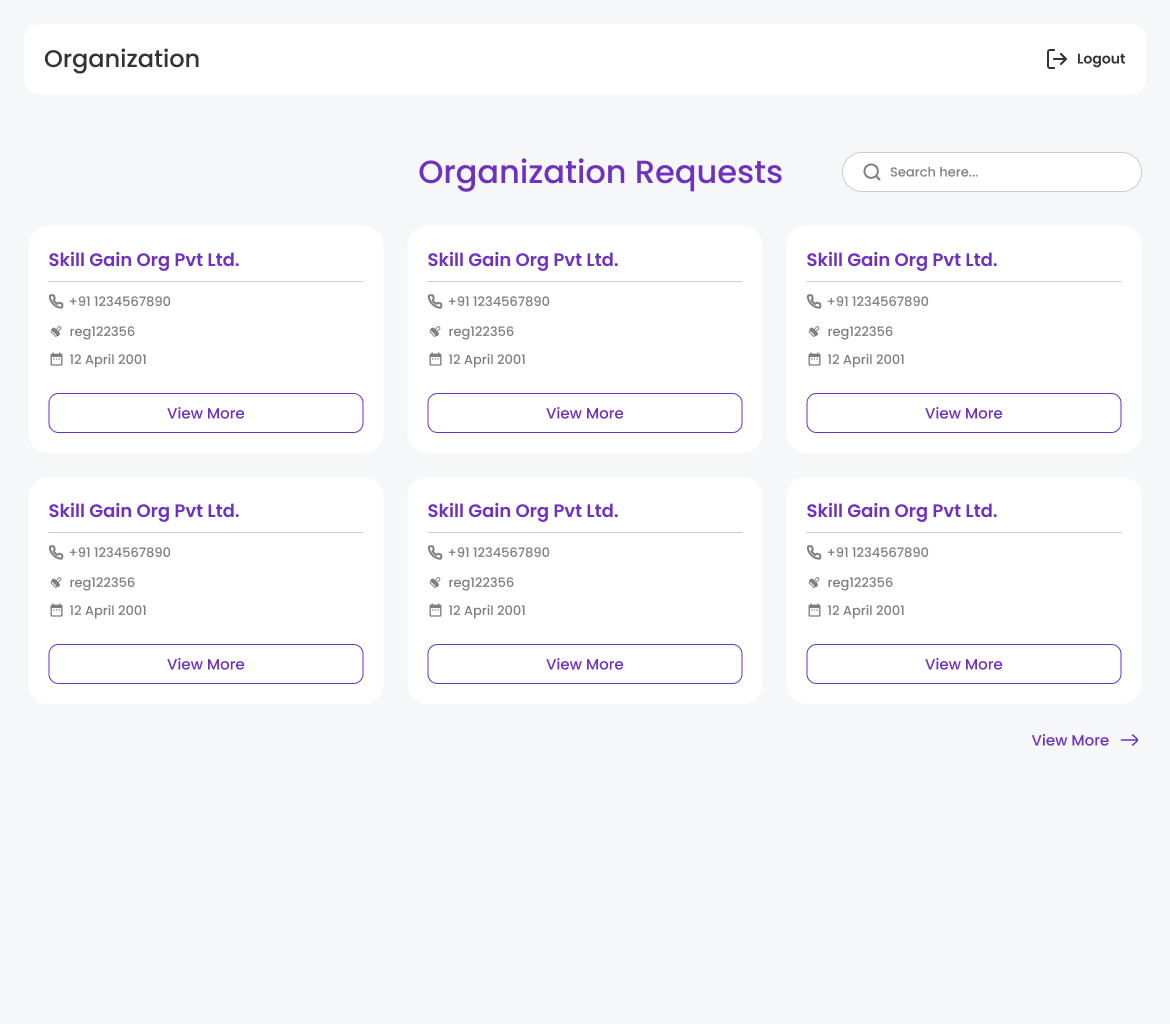 Organization
Logout
Organization Requests
Search here...
Skill Gain Org Pvt Ltd.
+91 1234567890
reg122356
12 April 2001
View More
Skill Gain Org Pvt Ltd.
+91 1234567890
reg122356
12 April 2001
View More
Skill Gain Org Pvt Ltd.
+91 1234567890
reg122356
12 April 2001
View More
Skill Gain Org Pvt Ltd.
+91 1234567890
reg122356
12 April 2001
View More
Skill Gain Org Pvt Ltd.
+91 1234567890
reg122356
12 April 2001
View More
Skill Gain Org Pvt Ltd.
+91 1234567890
reg122356
12 April 2001
View More
View More